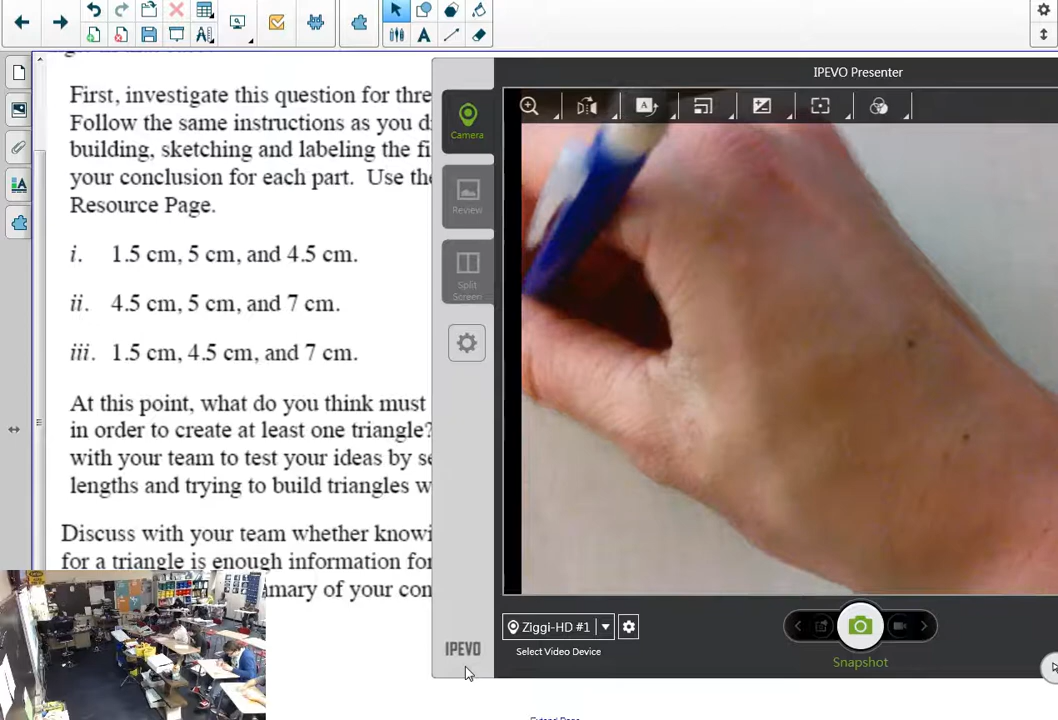 First, investigate this question for thre
Follow the same instructions as you d
building, sketching and labeling the fi
your conclusion for each part. Use the
Resource Page.
i. 1.5 cm, 5 cm, and 4.5 cm.
ii. 4.5 cm, 5 cm, and 7 cm.
iii. 1.5 cm, 4.5 cm, and 7 cm.
At this point, what do you think must
in order to create at least one triangle?
with your team to test your ideas by se
lengths and trying to build triangles w
Discuss with your team whether knowi
for a triangle is enough information for
mary of your con
IPEVO Presenter
Camera
Review
Split
Screen
IPEVO
Ziggi-HD #1
Select Video Device
Snapshot